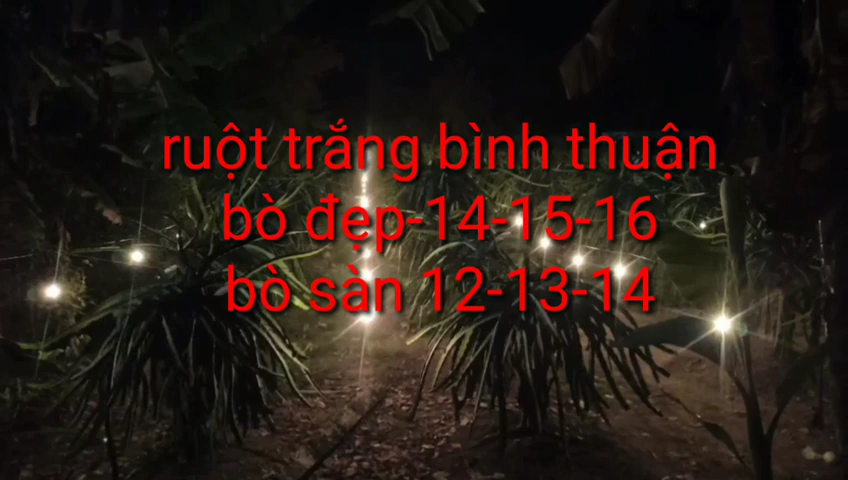 ruột trắng bình thuận
bò đẹp-14-15-16
bò sàn 12-13-14